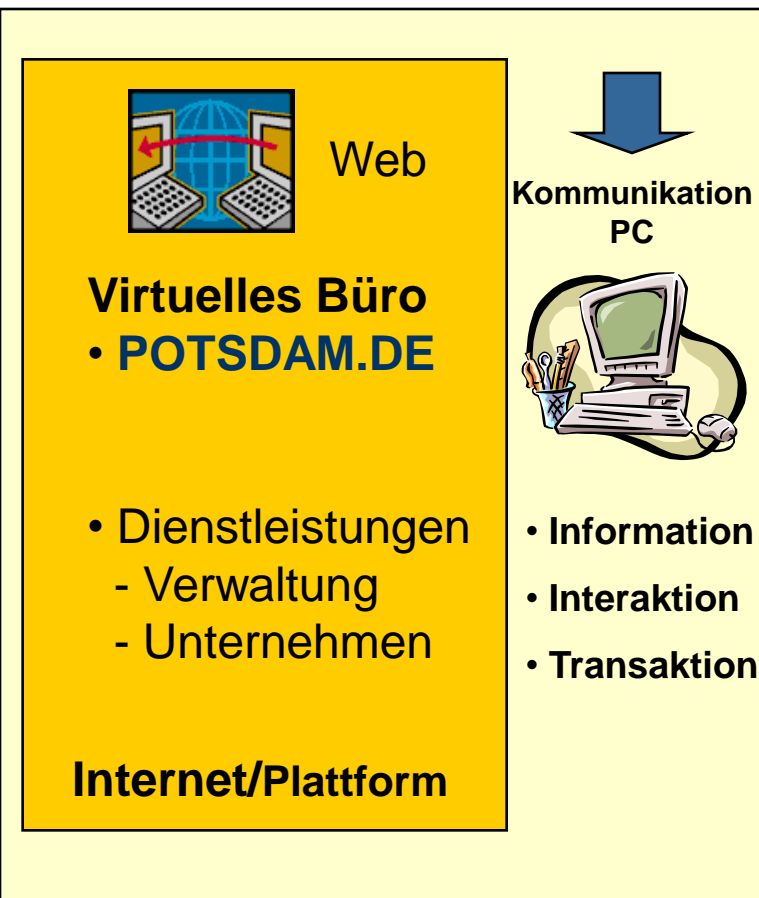 Web
Virtuelles Büro
• POTSDAM.DE
• Dienstleistungen
- Verwaltung
- Unternehmen
Internet/Plattform
Kommunikation
PC
• Information
• Interaktion
• Transaktion